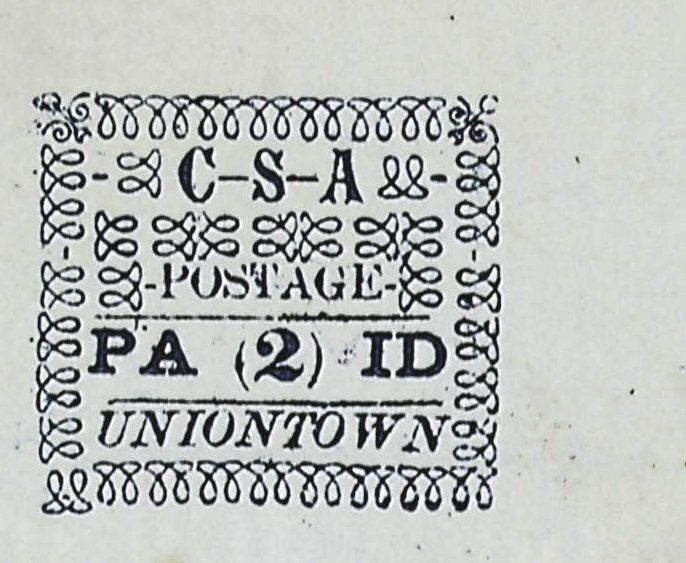 C-S-A
-POSTAGE-
PA (2) ID
UNIONTOWN